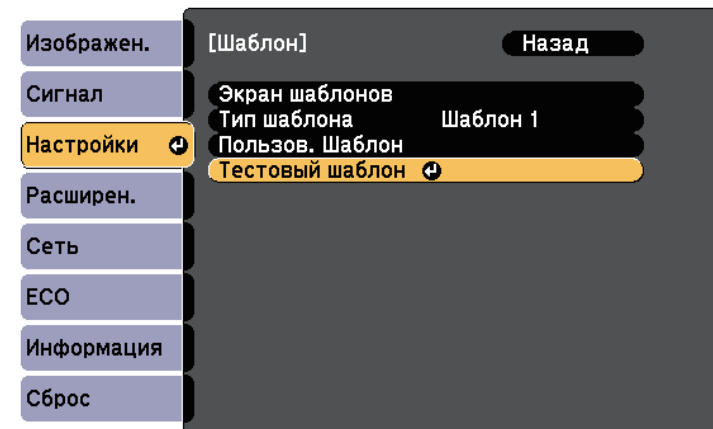 Изображен.
Сигнал
Настройки
Расширен.
Сеть
ECO
Информация
Сброс
[Шаблон]
Назад
Экран шаблонов
Тип шаблона Шаблон 1
Пользов. Шаблон
Тестовый шаблон